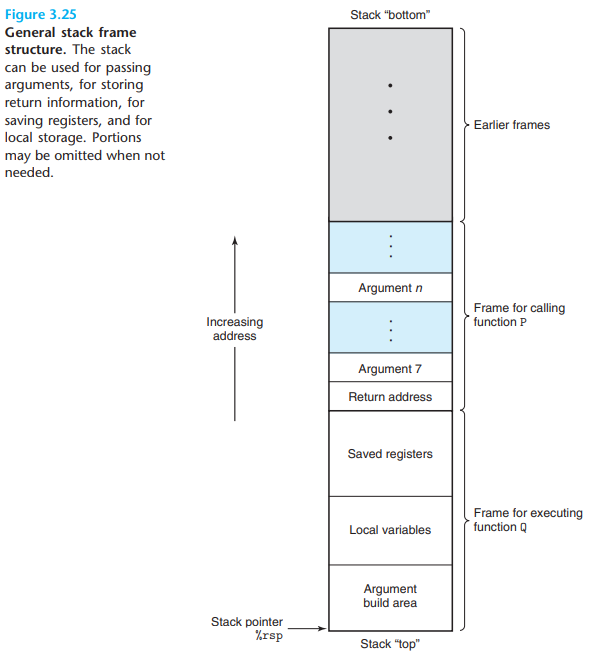 Figure 3.25
General stack frame
structure. The stack
can be used for passing
arguments, for storing
return information, for
saving registers, and for
local storage. Portions
may be omitted when not
needed.
Stack “bottom”
Earlier frames
Argument n
Frame for calling
function P
Increasing
address
Argument 7
Return address
Saved registers
Frame for executing
function Q
Local variables
Argument
build area
Stack pointer
%rsp
Stack “top”